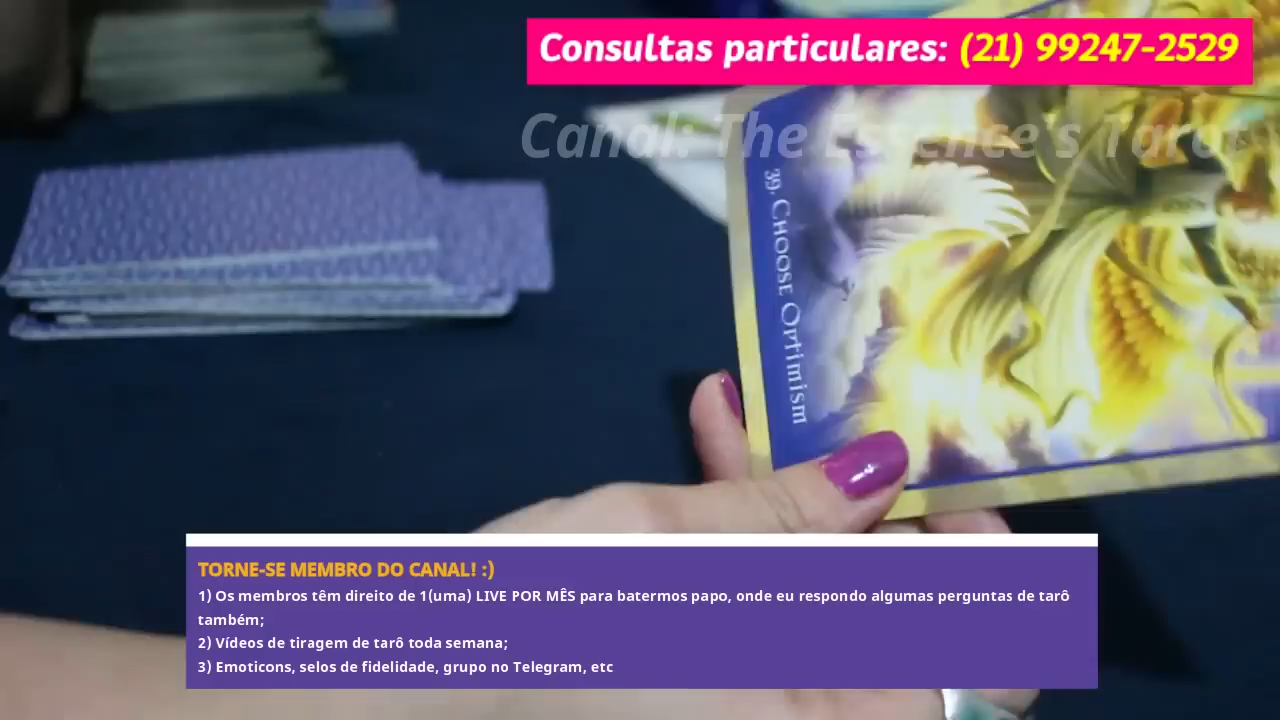 Consultas particulares: (21) 99247-2529
Canal: The Essence's Tarot
39. Choose Optimism
TORNE-SE MEMBRO DO CANAL! :)
1) Os membros têm direito de 1(uma) LIVE POR MÊS para batermos papo, onde eu respondo algumas perguntas de tarô
também;
2) Vídeos de tiragem de tarô toda semana;
3) Emoticons, selos de fidelidade, grupo no Telegram, etc